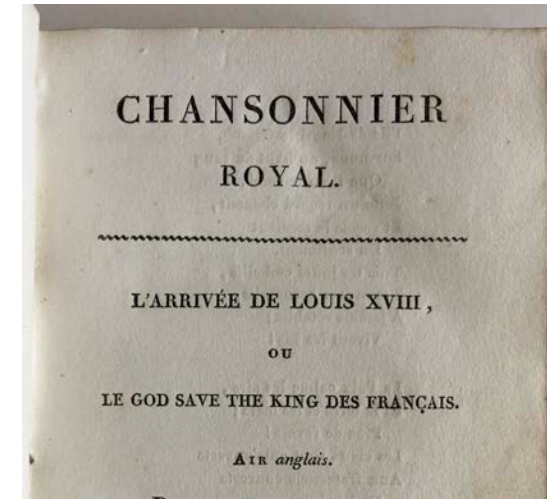 CHANSONNIER
ROYAL.
L'ARRIVÉE DE LOUIS XVIII,
OU
LE GOD SAVE THE KING DES FRANÇAIS.
AIR anglais.